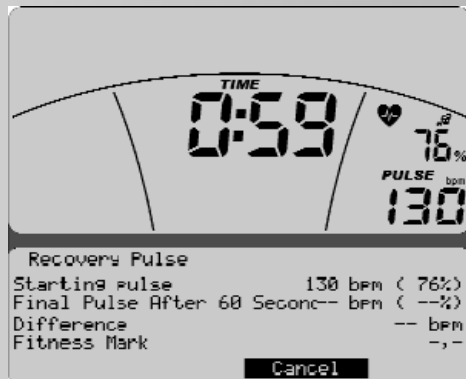 TIME
0:59
76%
PULSE bpm
130
Recovery Pulse
Starting pulse 130 bpm ( 76%)
Final Pulse After 60 Second-- bpm ( --%)
Difference -- bpm
Fitness Mark -,-
Cancel